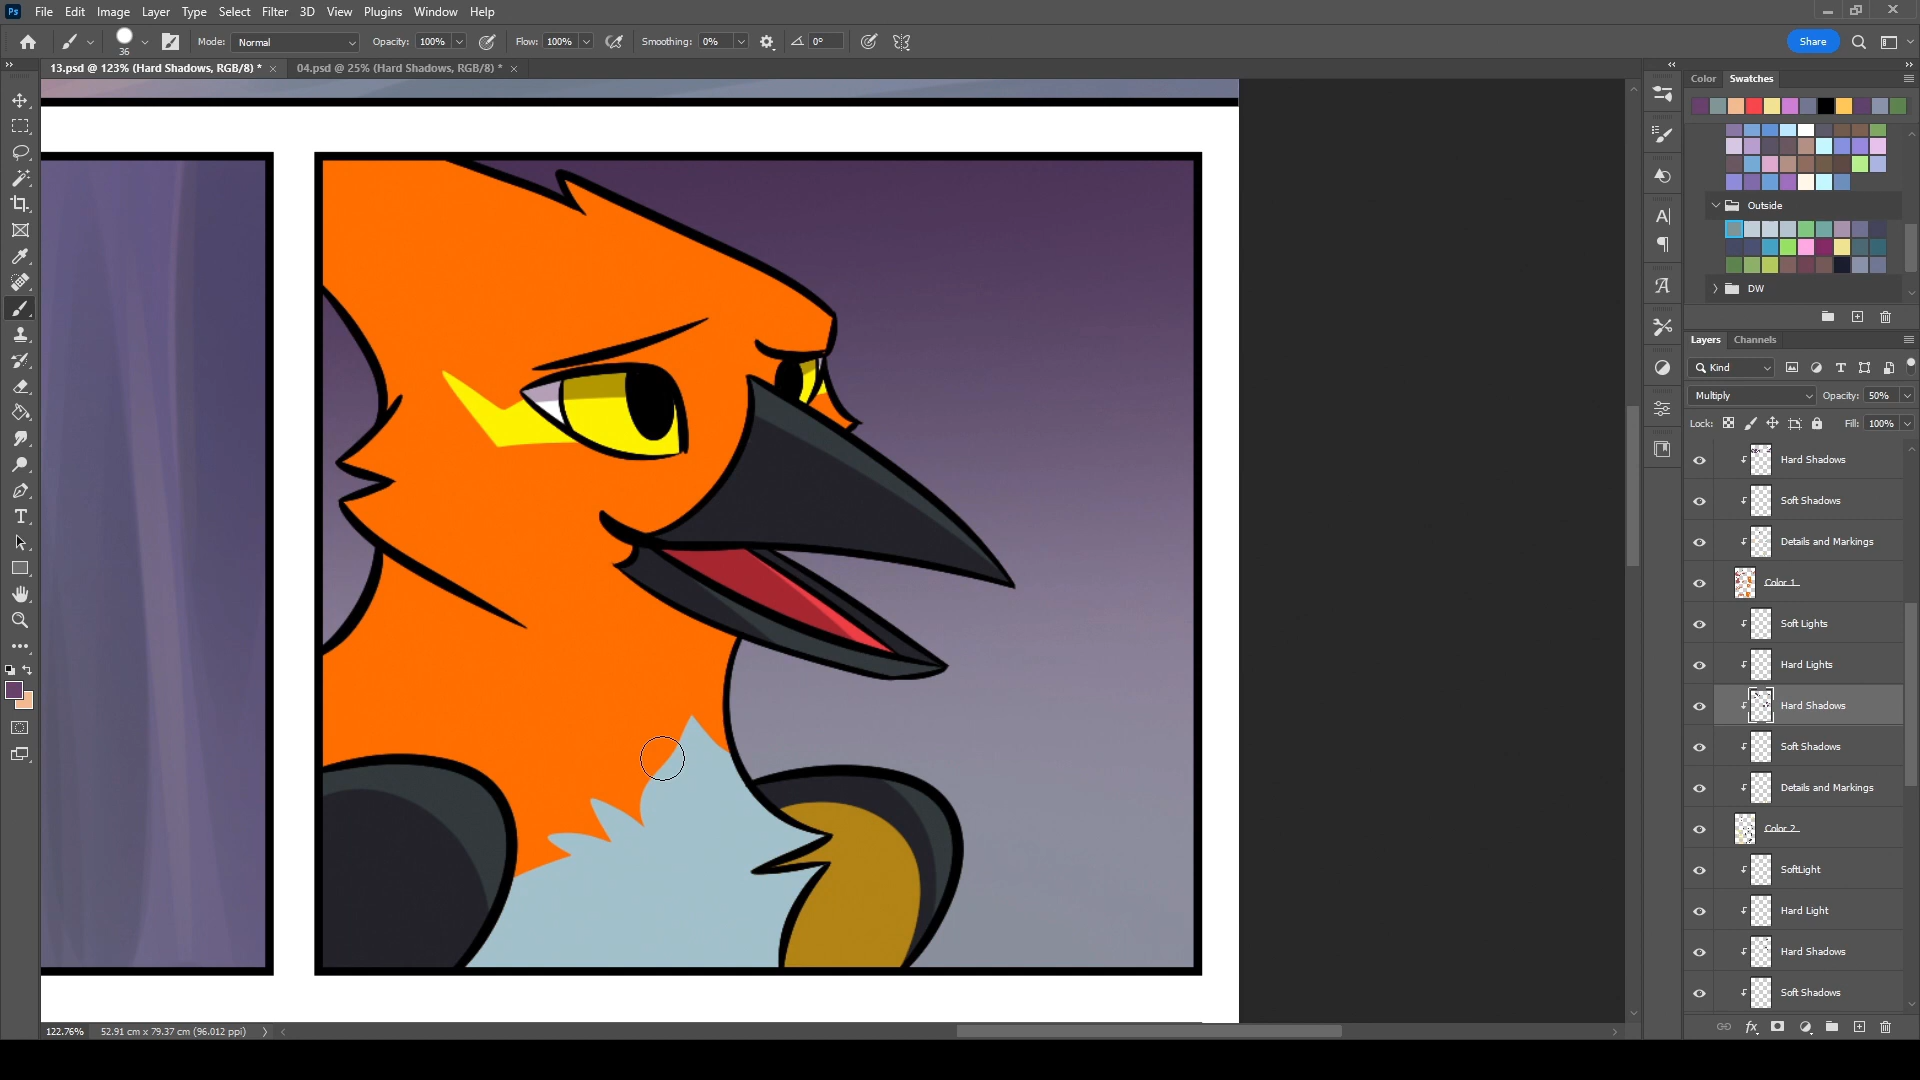 Ps File Edit Image Layer Type Select Filter 3D View Plugins Window Help
36 Mode: Normal Opacity: 100% Flow: 100% Smoothing: 0% 0° Share
13.psd @ 123% (Hard Shadows, RGB/8) * × 04.psd @ 25% (Hard Shadows, RGB/8) * ×
Color Swatches
Outside
DW
Layers Channels
Kind
Multiply Opacity: 50%
Lock: Fill: 100%
Hard Shadows
Soft Shadows
Details and Markings
Color 1
Soft Lights
Hard Lights
Hard Shadows
Soft Shadows
Details and Markings
Color 2
SoftLight
Hard Light
Hard Shadows
Soft Shadows
122.76% 52.91 cm x 79.37 cm (96.012 ppi)
fx